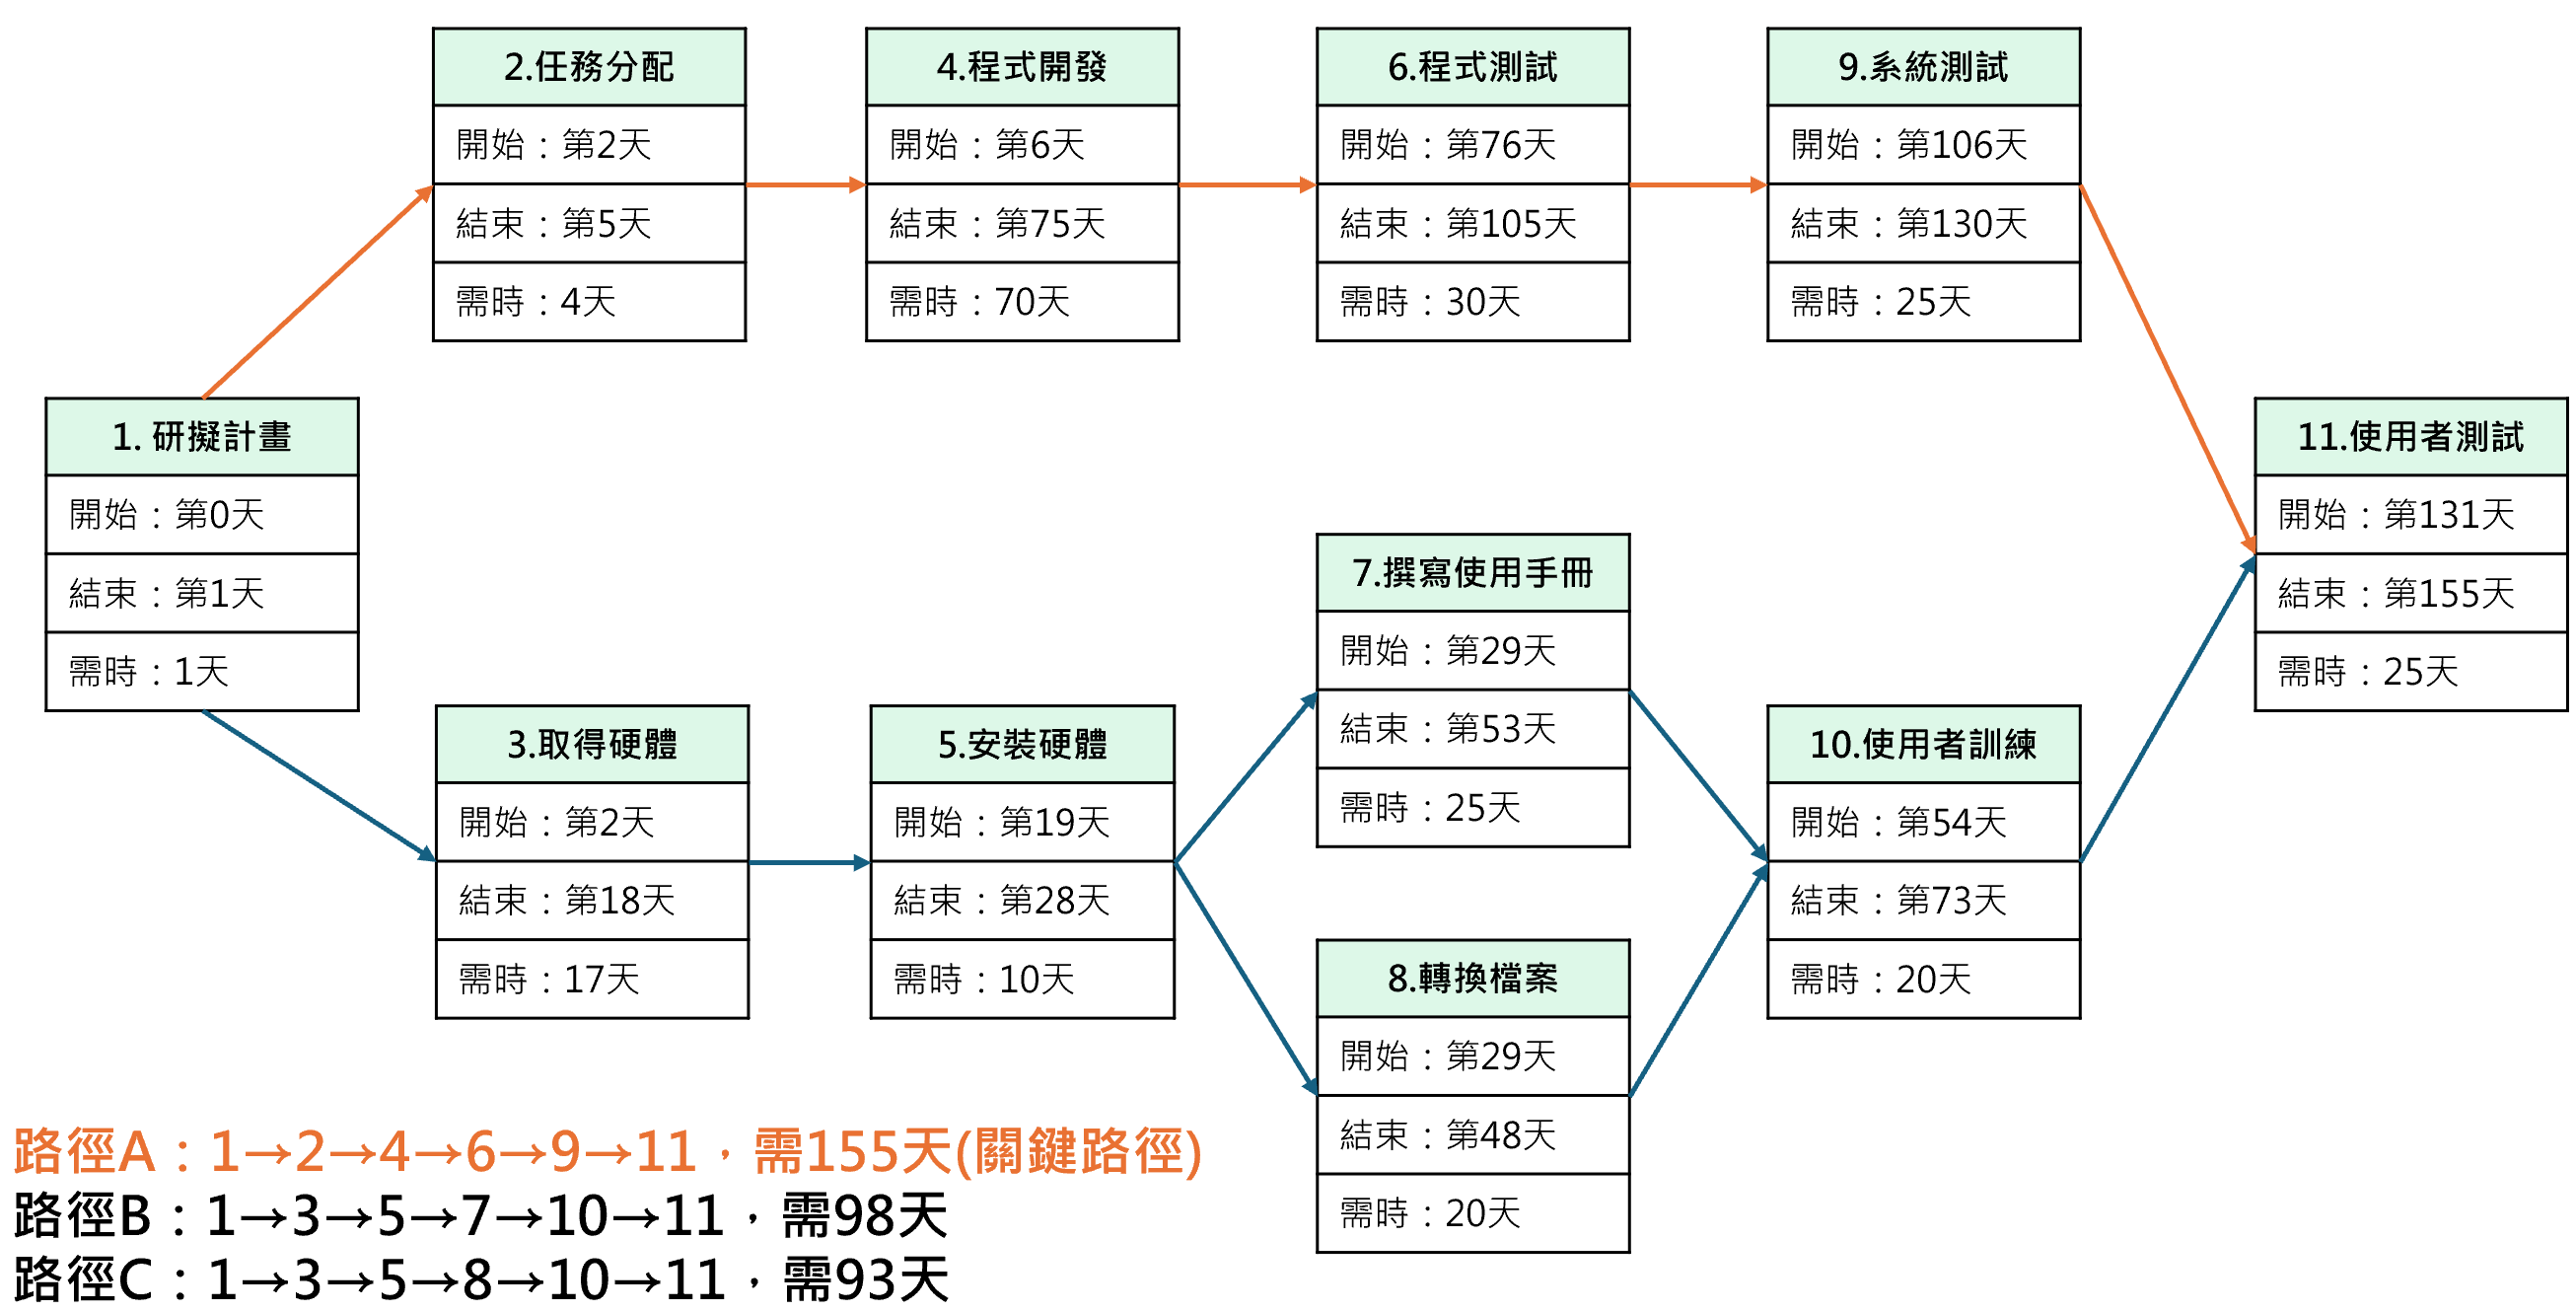 2.任務分配
開始：第2天
結束：第5天
需時：4天
4.程式開發
開始：第6天
結束：第75天
需時：70天
6.程式測試
開始：第76天
結束：第105天
需時：30天
9.系統測試
開始：第106天
結束：第130天
需時：25天
1. 研擬計畫
開始：第0天
結束：第1天
需時：1天
11.使用者測試
開始：第131天
結束：第155天
需時：25天
3.取得硬體
開始：第2天
結束：第18天
需時：17天
5.安裝硬體
開始：第19天
結束：第28天
需時：10天
7.撰寫使用手冊
開始：第29天
結束：第53天
需時：25天
8.轉換檔案
開始：第29天
結束：第48天
需時：20天
10.使用者訓練
開始：第54天
結束：第73天
需時：20天
路徑A：1→2→4→6→9→11，需155天(關鍵路徑)
路徑B：1→3→5→7→10→11，需98天
路徑C：1→3→5→8→10→11，需93天